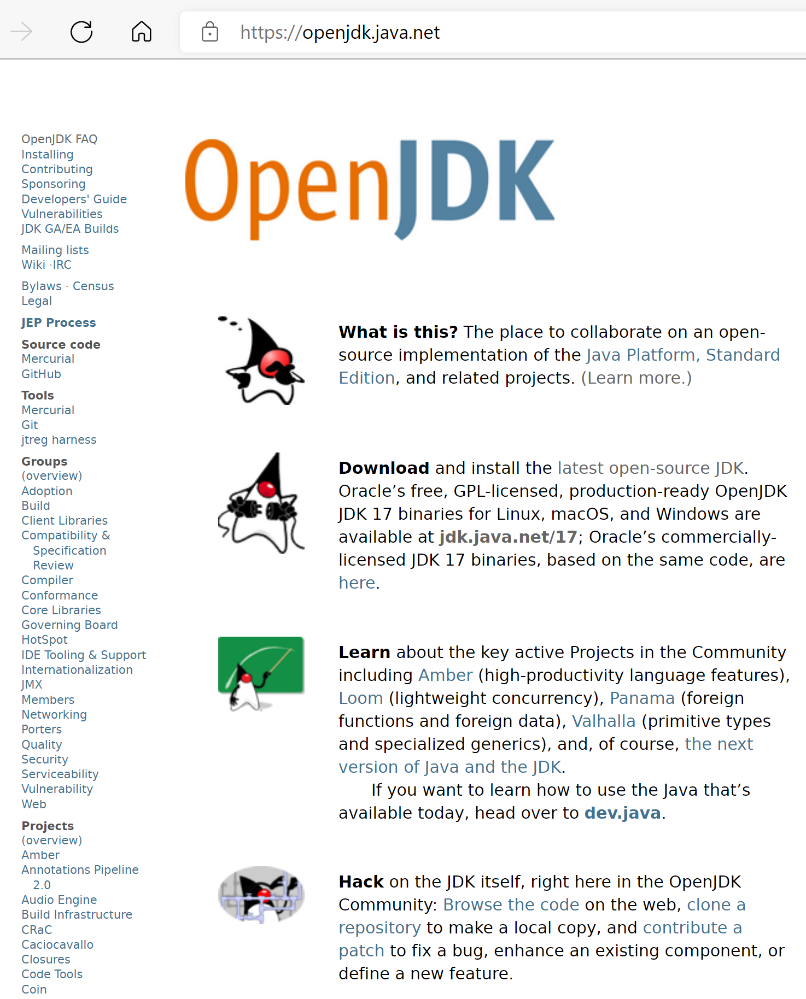 https://openjdk.java.net
OpenJDK FAQ
Installing
Contributing
Sponsoring
Developers' Guide
Vulnerabilities
JDK GA/EA Builds
Mailing lists
Wiki ·IRC
Bylaws · Census
Legal
JEP Process
Source code
Mercurial
GitHub
Tools
Mercurial
Git
jtreg harness
Groups
(overview)
Adoption
Build
Client Libraries
Compatibility &
Specification
Review
Compiler
Conformance
Core Libraries
Governing Board
HotSpot
IDE Tooling & Support
Internationalization
JMX
Members
Networking
Porters
Quality
Security
Serviceability
Vulnerability
Web
Projects
(overview)
Amber
Annotations Pipeline
2.0
Audio Engine
Build Infrastructure
CRaC
Caciocavallo
Closures
Code Tools
Coin
OpenJDK
What is this? The place to collaborate on an open-
source implementation of the Java Platform, Standard
Edition, and related projects. (Learn more.)
Download and install the latest open-source JDK.
Oracle’s free, GPL-licensed, production-ready OpenJDK
JDK 17 binaries for Linux, macOS, and Windows are
available at jdk.java.net/17; Oracle’s commercially-
licensed JDK 17 binaries, based on the same code, are
here.
Learn about the key active Projects in the Community
including Amber (high-productivity language features),
Loom (lightweight concurrency), Panama (foreign
functions and foreign data), Valhalla (primitive types
and specialized generics), and, of course, the next
version of Java and the JDK.
If you want to learn how to use the Java that’s
available today, head over to dev.java.
Hack on the JDK itself, right here in the OpenJDK
Community: Browse the code on the web, clone a
repository to make a local copy, and contribute a
patch to fix a bug, enhance an existing component, or
define a new feature.